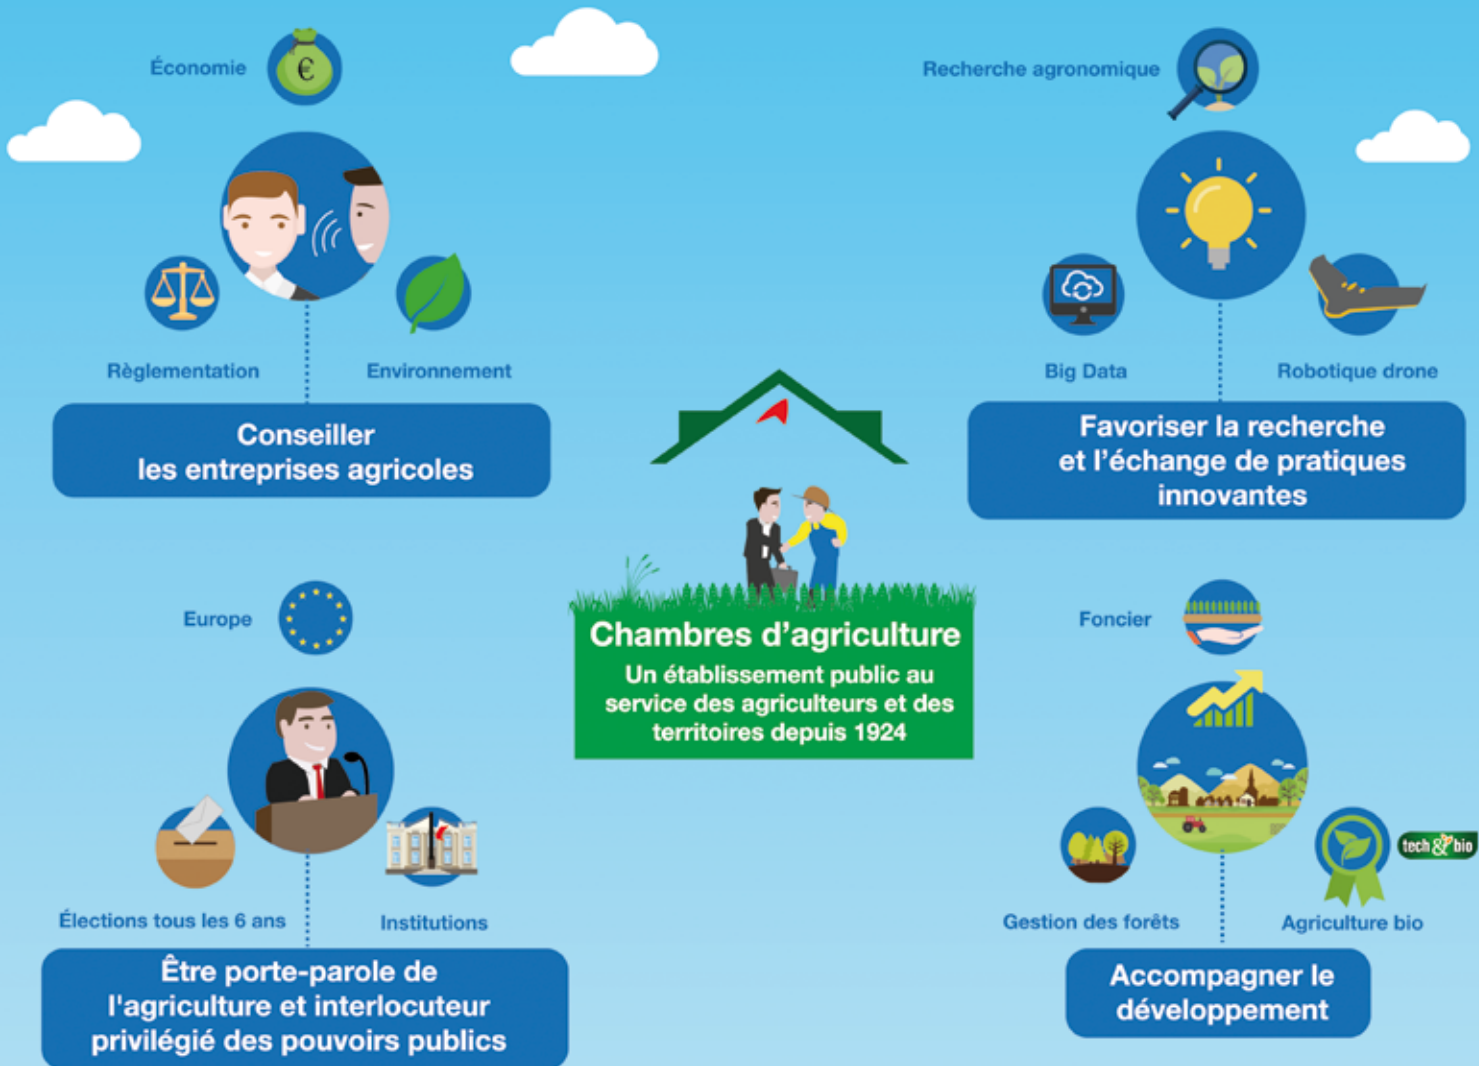 Économie
€
Règlementation
Environnement
Conseiller
les entreprises agricoles
Recherche agronomique
Big Data
Robotique drone
Favoriser la recherche
et l'échange de pratiques
innovantes
Chambres d'agriculture
Un établissement public au
service des agriculteurs et des
territoires depuis 1924
Europe
Élections tous les 6 ans
Institutions
Être porte-parole de
l'agriculture et interlocuteur
privilégié des pouvoirs publics
Foncier
Gestion des forêts
Agriculture bio
tech & bio
Accompagner le
développement